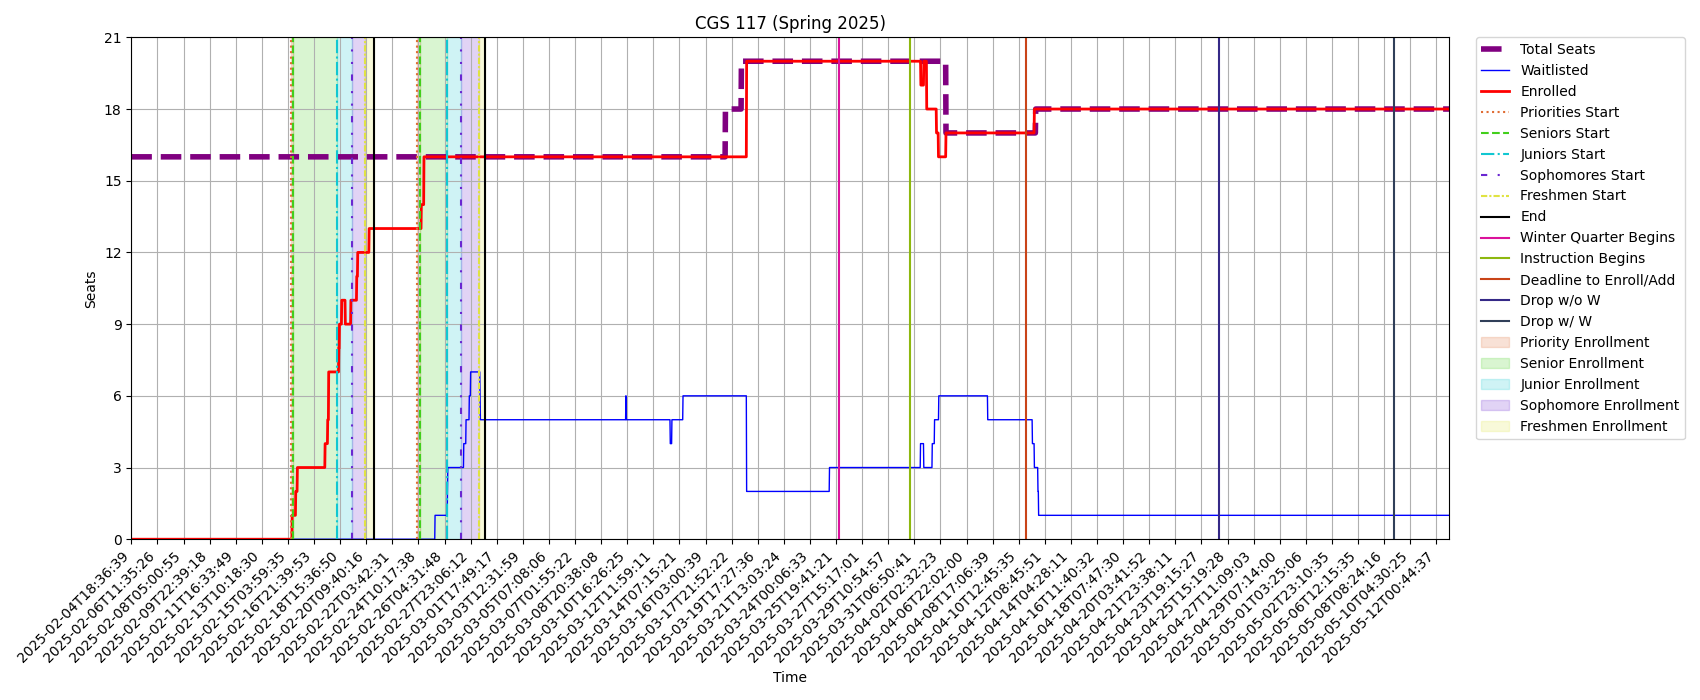 CGS 117 (Spring 2025)
21
18
15
12
9
6
3
0
Seats
2025-02-04T18:36:39
2025-02-06T11:35:26
2025-02-08T05:00:55
2025-02-09T22:39:18
2025-02-11T16:33:49
2025-02-13T10:18:30
2025-02-15T03:59:35
2025-02-16T21:39:53
2025-02-18T15:36:50
2025-02-20T09:40:16
2025-02-22T03:42:31
2025-02-24T10:17:38
2025-02-26T04:31:48
2025-02-27T23:06:12
2025-03-01T17:49:17
2025-03-03T12:31:59
2025-03-05T07:08:06
2025-03-07T01:55:22
2025-03-08T20:38:08
2025-03-10T16:26:25
2025-03-12T11:59:11
2025-03-14T07:15:21
2025-03-16T03:00:39
2025-03-17T21:52:22
2025-03-19T17:27:36
2025-03-21T13:03:24
2025-03-24T00:06:33
2025-03-25T19:41:21
2025-03-27T15:17:01
2025-03-29T10:54:57
2025-03-31T06:50:41
2025-04-02T02:32:23
2025-04-06T22:02:00
2025-04-08T17:06:39
2025-04-10T12:45:35
2025-04-12T08:45:51
2025-04-14T04:28:11
2025-04-16T11:40:32
2025-04-18T07:47:30
2025-04-20T03:41:52
2025-04-21T23:38:11
2025-04-23T19:15:27
2025-04-25T15:19:28
2025-04-27T11:09:03
2025-04-29T07:14:00
2025-05-01T03:25:06
2025-05-02T23:10:35
2025-05-06T12:15:35
2025-05-08T08:24:16
2025-05-10T04:30:25
2025-05-12T00:44:37
Time
Total Seats
Waitlisted
Enrolled
Priorities Start
Seniors Start
Juniors Start
Sophomores Start
Freshmen Start
End
Winter Quarter Begins
Instruction Begins
Deadline to Enroll/Add
Drop w/o W
Drop w/ W
Priority Enrollment
Senior Enrollment
Junior Enrollment
Sophomore Enrollment
Freshmen Enrollment